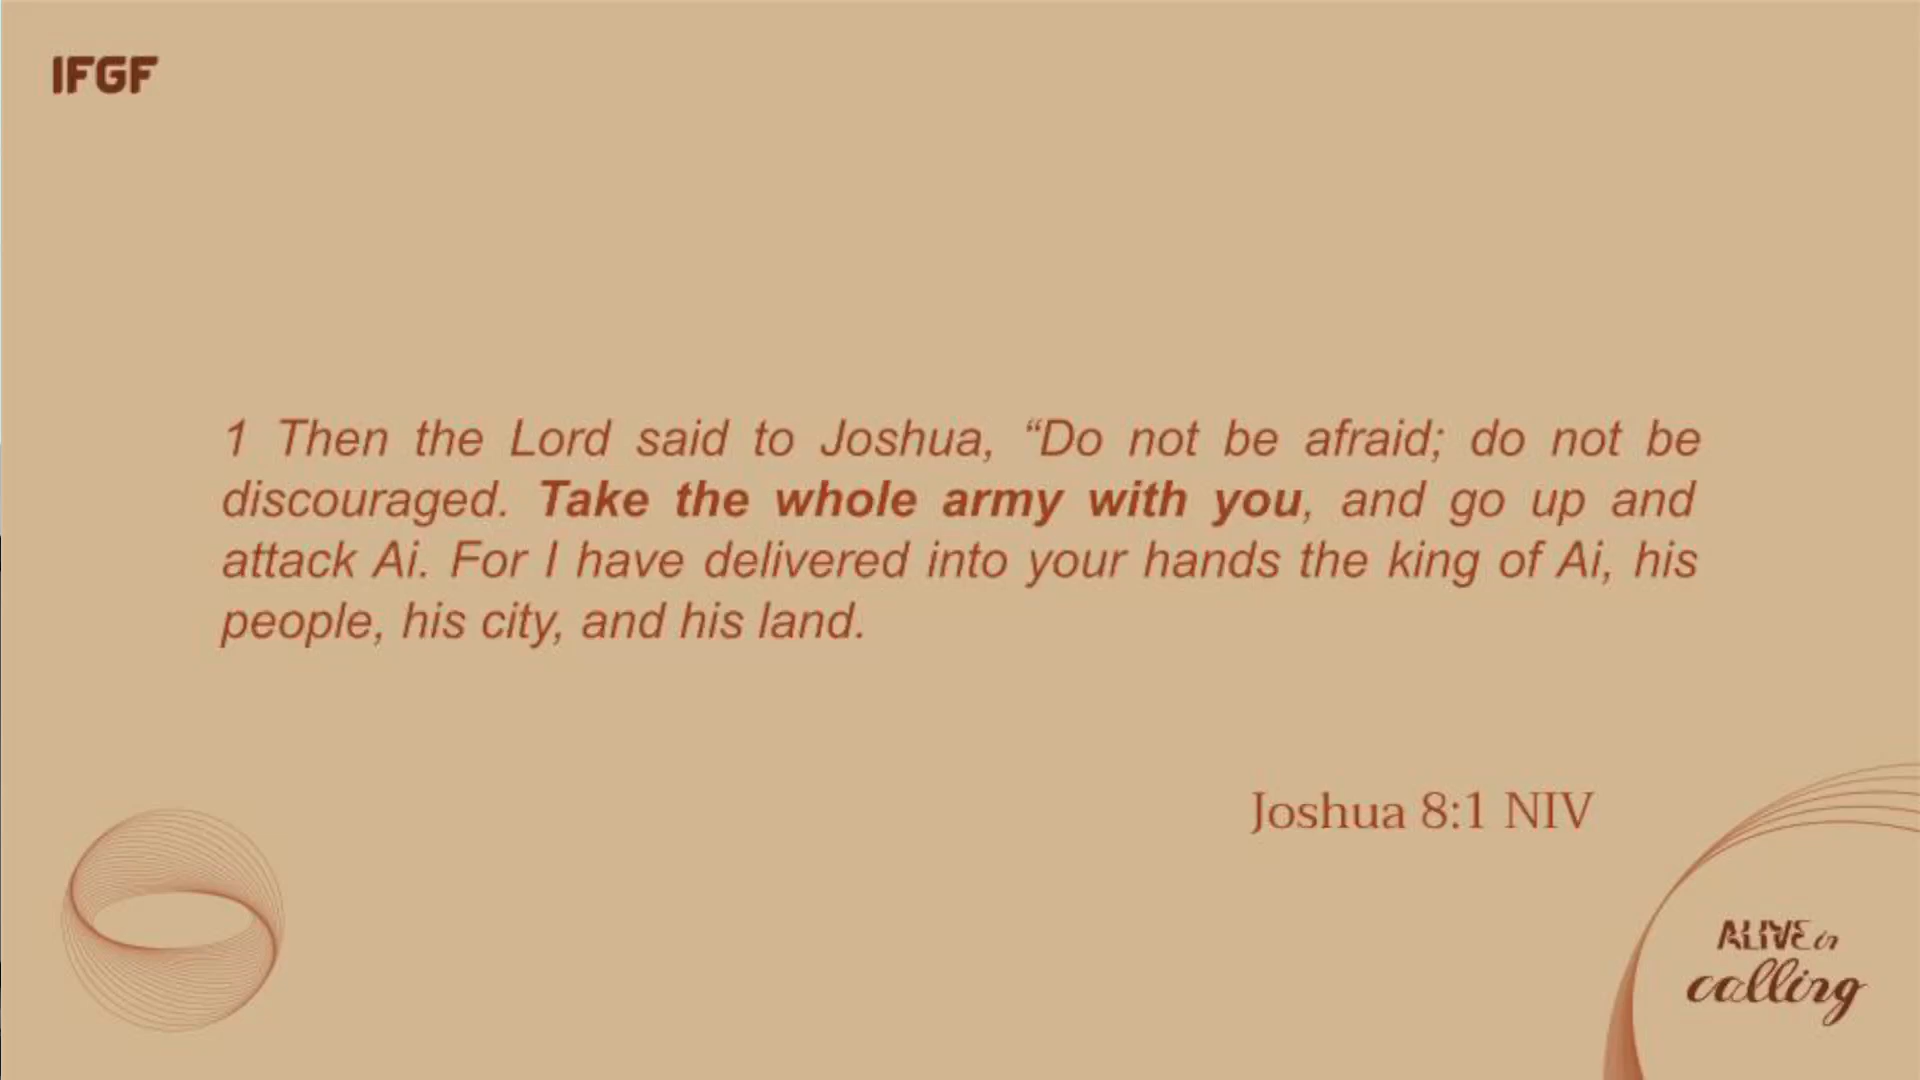 IFGF
1 Then the Lord said to Joshua, “Do not be afraid; do not be
discouraged. Take the whole army with you, and go up and
attack Ai. For I have delivered into your hands the king of Ai, his
people, his city, and his land.
Joshua 8:1 NIV
ALIVE in
calling